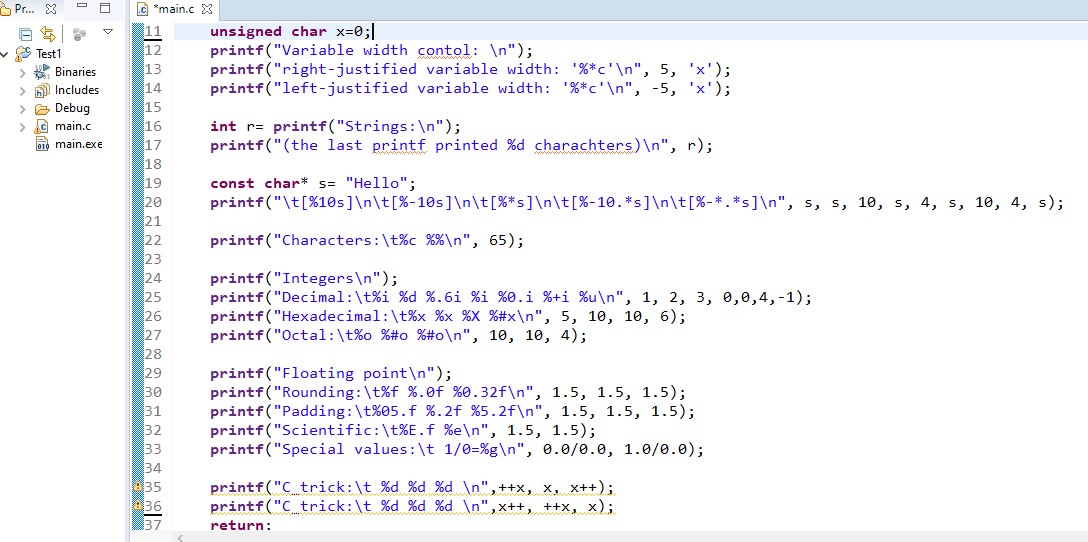 Pr...
*main.c
Test1
Binaries
Includes
Debug
main.c
main.exe
11 unsigned char x=0;
12 printf("Variable width contol: \n");
13 printf("right-justified variable width: '%*c'\n", 5, 'x');
14 printf("left-justified variable width: '%*c'\n", -5, 'x');
15
16 int r= printf("Strings:\n");
17 printf("(the last printf printed %d charachters)\n", r);
18
19 const char* s= "Hello";
20 printf("\t[%10s]\n\t[%-10s]\n\t[%*s]\n\t[%-10.*s]\n\t[%-*.*s]\n", s, s, 10, s, 4, s, 10, 4, s);
21
22 printf("Characters:\t%c %%\n", 65);
23
24 printf("Integers\n");
25 printf("Decimal:\t%i %d %.6i %i %0.i %+i %u\n", 1, 2, 3, 0,0,4,-1);
26 printf("Hexadecimal:\t%x %x %X %#x\n", 5, 10, 10, 6);
27 printf("Octal:\t%o %#o %#o\n", 10, 10, 4);
28
29 printf("Floating point\n");
30 printf("Rounding:\t%f %.0f %0.32f\n", 1.5, 1.5, 1.5);
31 printf("Padding:\t%05.f %.2f %5.2f\n", 1.5, 1.5, 1.5);
32 printf("Scientific:\t%E.f %e\n", 1.5, 1.5);
33 printf("Special values:\t 1/0=%g\n", 0.0/0.0, 1.0/0.0);
34
35 printf("C_trick:\t %d %d %d \n",++x, x, x++);
36 printf("C_trick:\t %d %d %d \n",x++, ++x, x);
37 return;